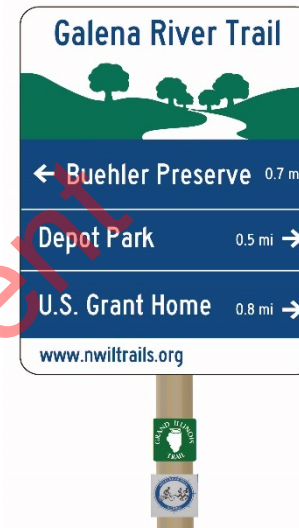 Galena River Trail
← Buehler Preserve 0.7 m
Depot Park 0.5 mi →
U.S. Grant Home 0.8 mi →
www.nwiltrails.org
GRAND ILLINOIS
TRAIL
ent